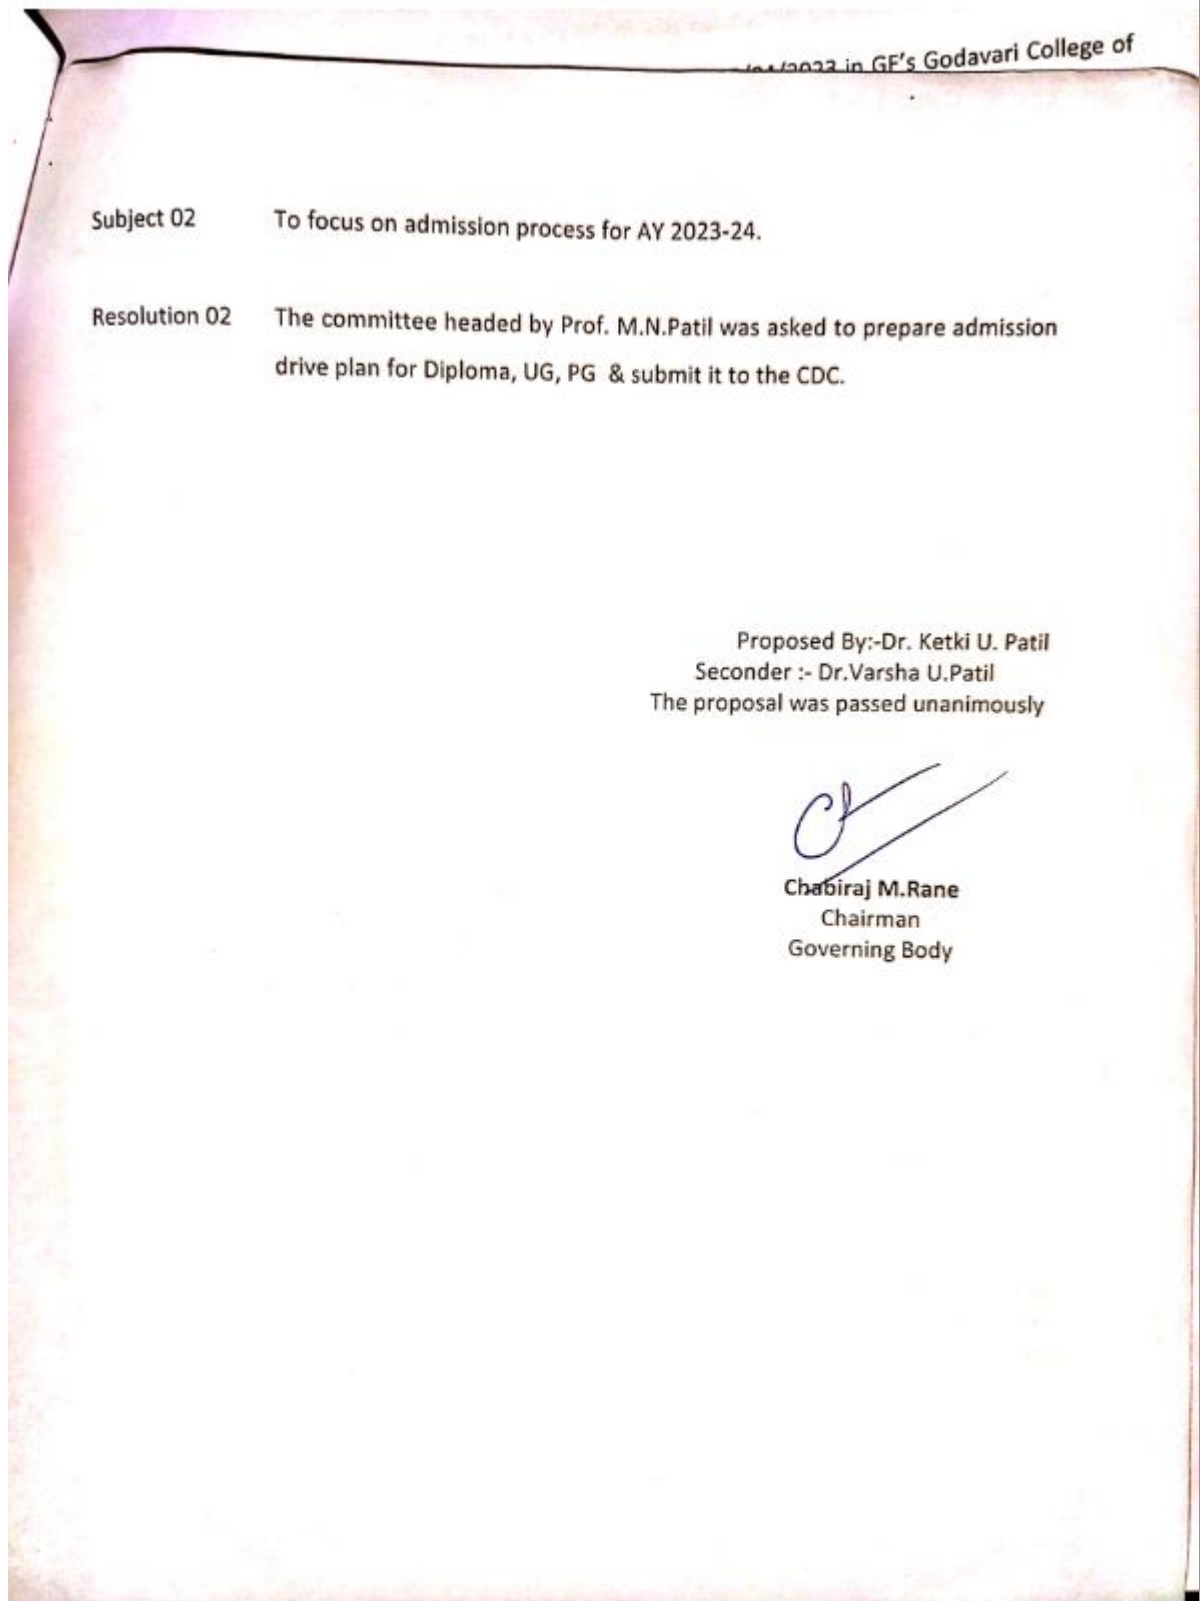 /2023 in GF's Godavari College of
Subject 02 To focus on admission process for AY 2023-24.
Resolution 02 The committee headed by Prof. M.N.Patil was asked to prepare admission
drive plan for Diploma, UG, PG & submit it to the CDC.
Proposed By:-Dr. Ketki U. Patil
Seconder :- Dr.Varsha U.Patil
The proposal was passed unanimously
Chabiraj M.Rane
Chairman
Governing Body